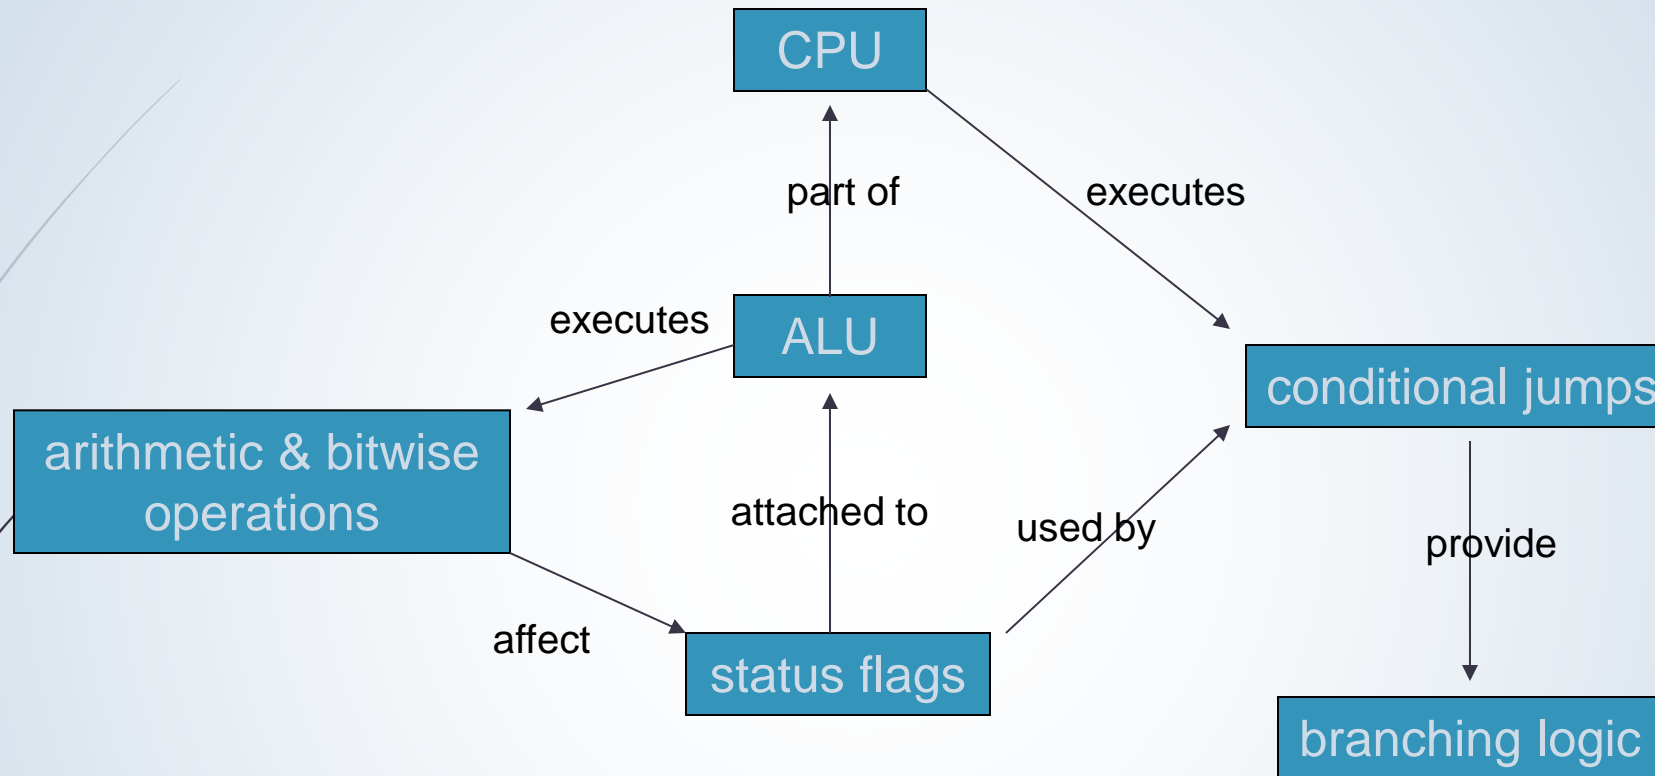 CPU
part of
executes
executes
ALU
conditional jumps
arithmetic & bitwise
operations
attached to
used by
provide
affect
status flags
branching logic